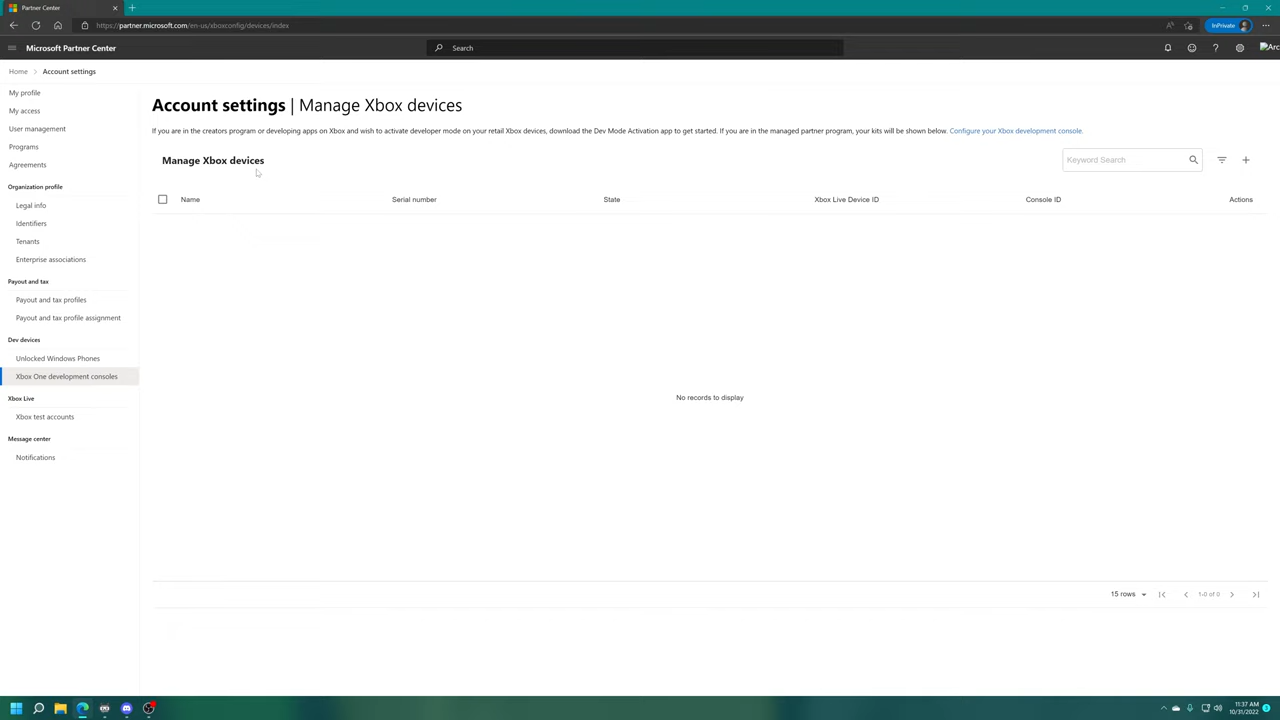 Partner Center
https://partner.microsoft.com/en-us/xboxconfig/devices/index
InPrivate
Microsoft Partner Center
Search
Arc
Home > Account settings
My profile
My access
User management
Programs
Agreements
Organization profile
Legal info
Identifiers
Tenants
Enterprise associations
Payout and tax
Payout and tax profiles
Payout and tax profile assignment
Dev devices
Unlocked Windows Phones
Xbox One development consoles
Xbox Live
Xbox test accounts
Message center
Notifications
Account settings | Manage Xbox devices
If you are in the creators program or developing apps on Xbox and wish to activate developer mode on your retail Xbox devices, download the Dev Mode Activation app to get started. If you are in the managed partner program, your kits will be shown below. Configure your Xbox development console.
Manage Xbox devices
Keyword Search
Name Serial number State Xbox Live Device ID Console ID Actions
No records to display
15 rows 1-0 of 0
11:37 AM
10/31/2022